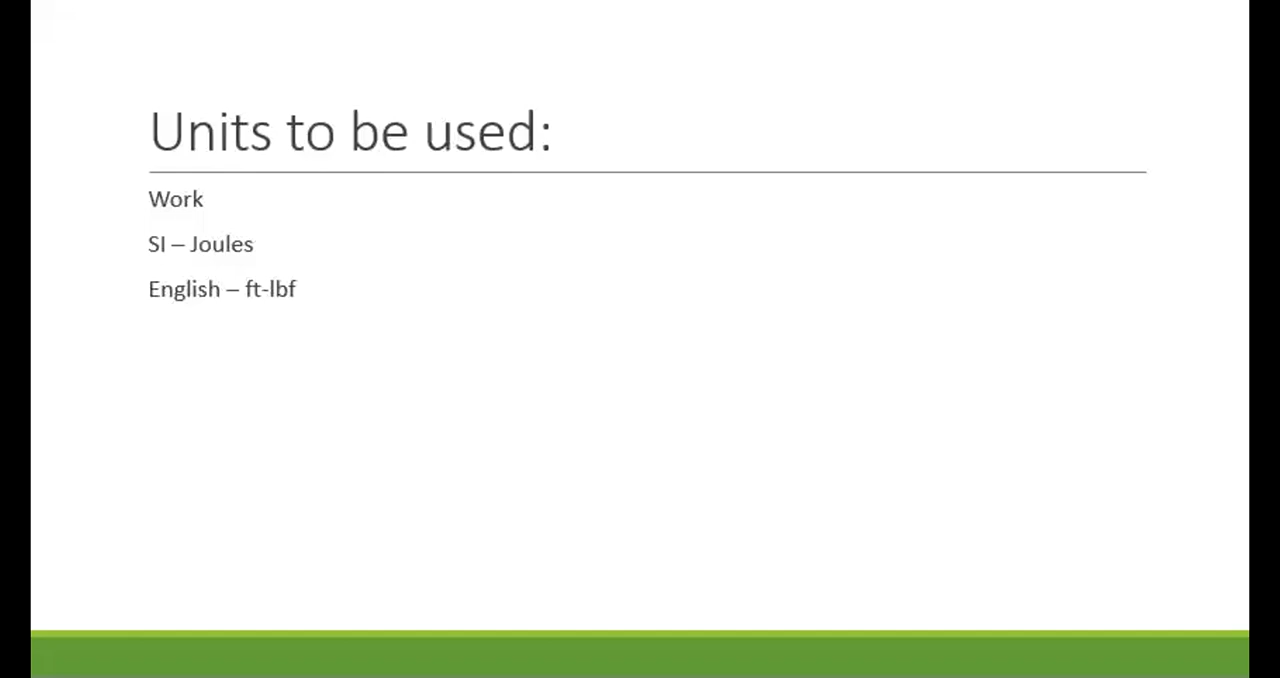 Units to be used:
Work
SI – Joules
English – ft-lbf